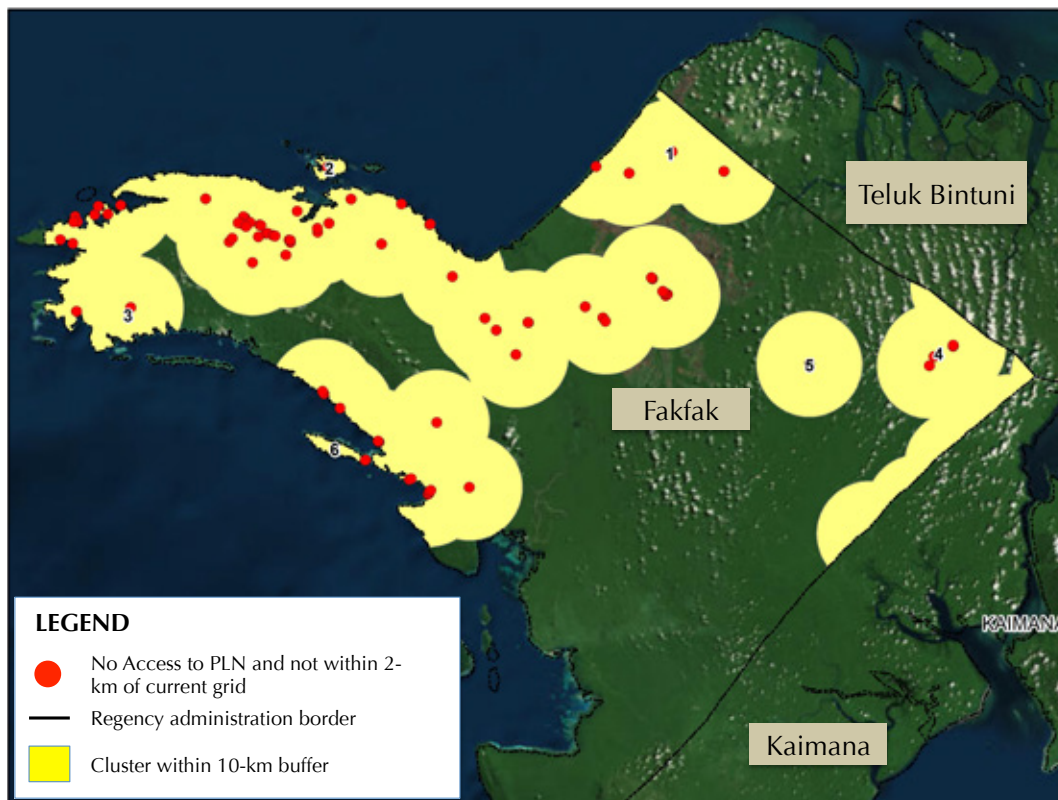 1
2
Teluk Bintuni
3
4
5
Fakfak
6
LEGEND
No Access to PLN and not within 2-
km of current grid
Regency administration border
Cluster within 10-km buffer
KAIMANA
Kaimana